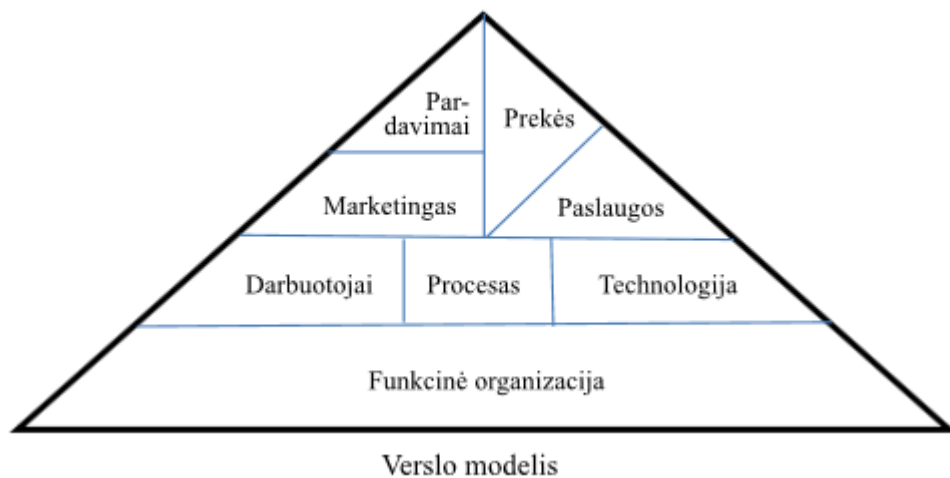 Par-
davimai
Prekės
Marketingas
Paslaugos
Darbuotojai
Procesas
Technologija
Funkcinė organizacija
Verslo modelis